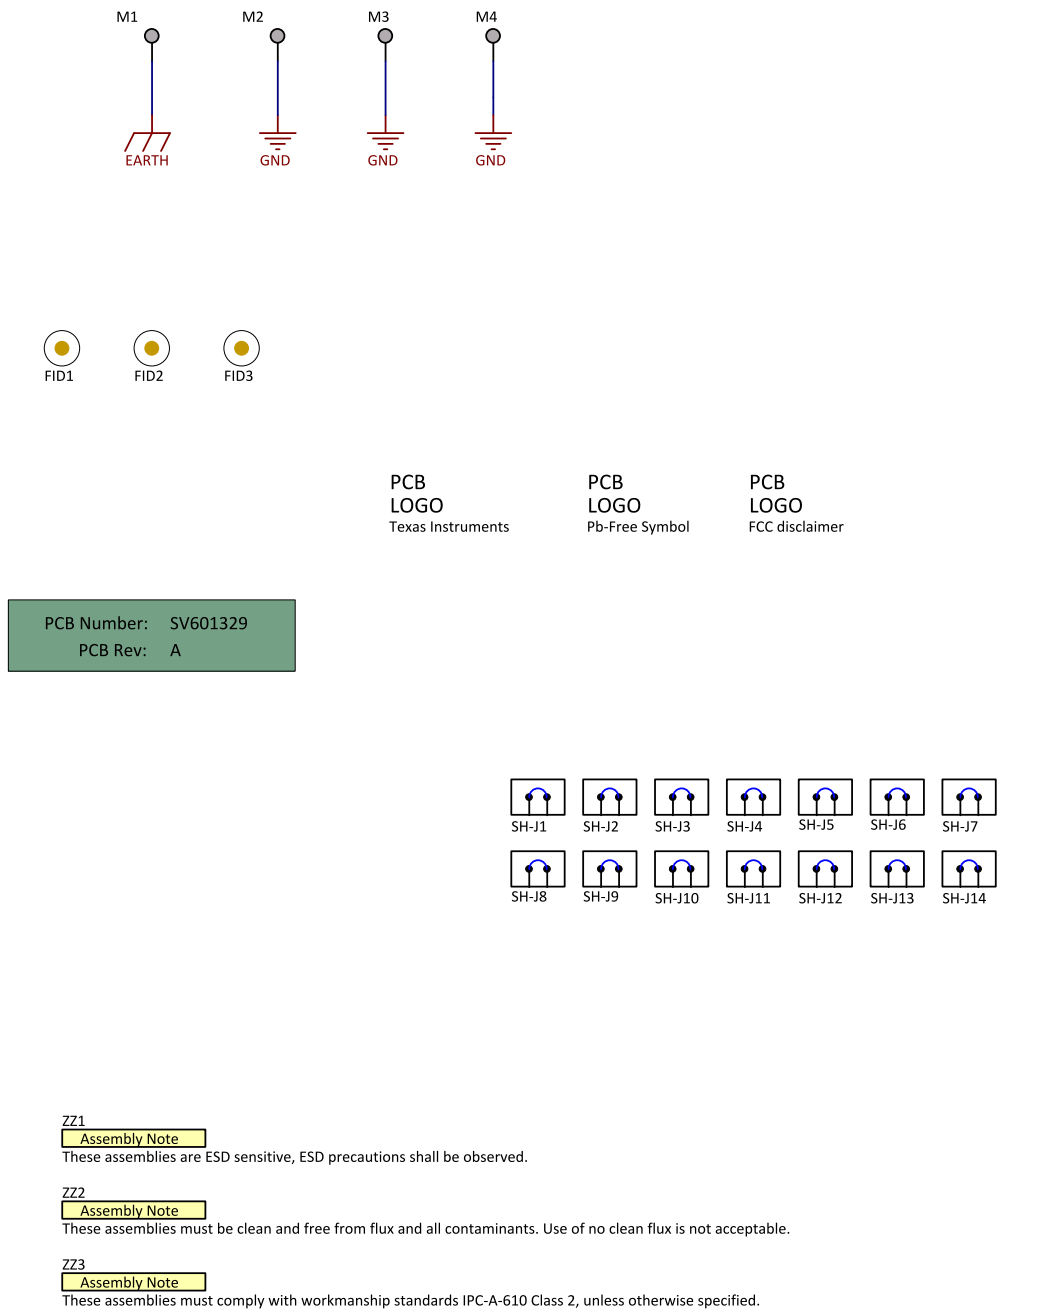 M1 M2 M3 M4
EARTH GND GND GND
FID1 FID2 FID3
PCB PCB PCB
LOGO LOGO LOGO
Texas Instruments Pb-Free Symbol FCC disclaimer
PCB Number: SV601329
PCB Rev: A
SH-J1 SH-J2 SH-J3 SH-J4 SH-J5 SH-J6 SH-J7
SH-J8 SH-J9 SH-J10 SH-J11 SH-J12 SH-J13 SH-J14
ZZ1
Assembly Note
These assemblies are ESD sensitive, ESD precautions shall be observed.
ZZ2
Assembly Note
These assemblies must be clean and free from flux and all contaminants. Use of no clean flux is not acceptable.
ZZ3
Assembly Note
These assemblies must comply with workmanship standards IPC-A-610 Class 2, unless otherwise specified.